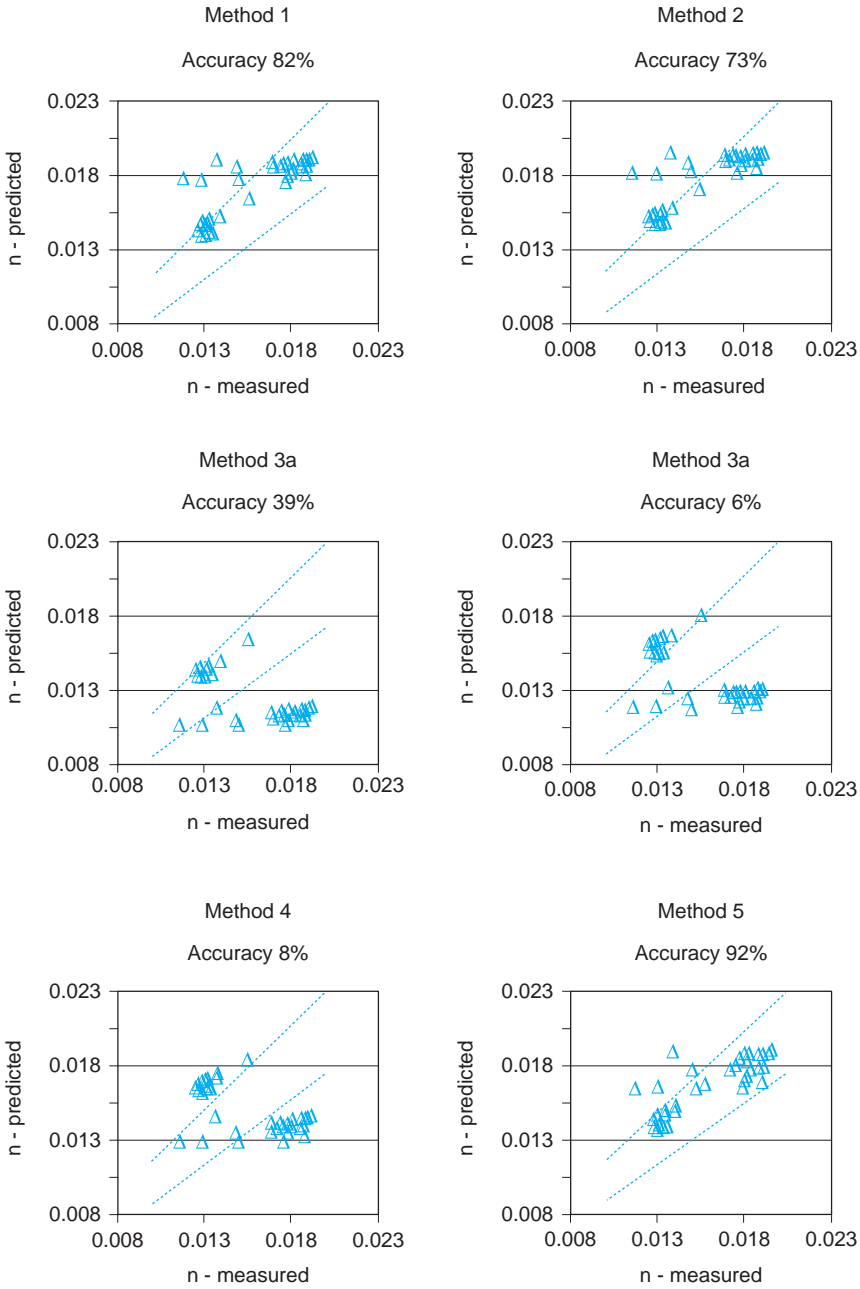 Method 1
Accuracy 82%
0.023
0.018
0.013
0.008
n - predicted
0.008 0.013 0.018 0.023
n - measured
Method 2
Accuracy 73%
0.023
0.018
0.013
0.008
n - predicted
0.008 0.013 0.018 0.023
n - measured
Method 3a
Accuracy 39%
0.023
0.018
0.013
0.008
n - predicted
0.008 0.013 0.018 0.023
n - measured
Method 3a
Accuracy 6%
0.023
0.018
0.013
0.008
n - predicted
0.008 0.013 0.018 0.023
n - measured
Method 4
Accuracy 8%
0.023
0.018
0.013
0.008
n - predicted
0.008 0.013 0.018 0.023
n - measured
Method 5
Accuracy 92%
0.023
0.018
0.013
0.008
n - predicted
0.008 0.013 0.018 0.023
n - measured